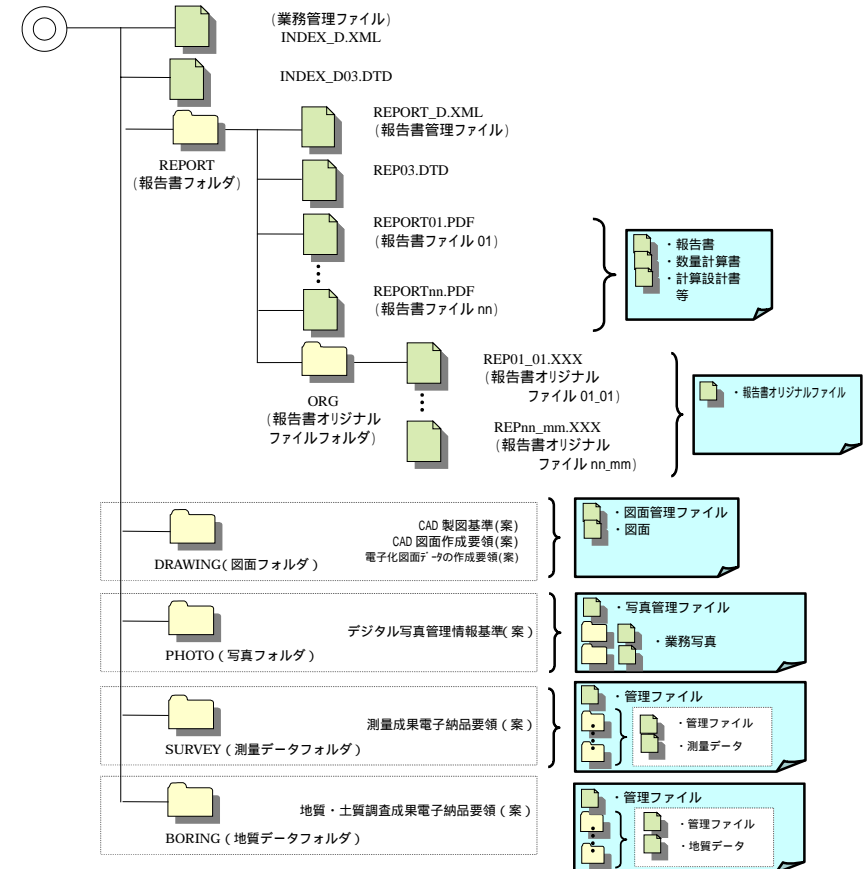 (業務管理ファイル)
INDEX_D.XML
INDEX_D03.DTD
REPORT
(報告書フォルダ)
REPORT_D.XML
(報告書管理ファイル)
REP03.DTD
REPORT01.PDF
(報告書ファイル 01)
REPORTnn.PDF
(報告書ファイル nn)
・報告書
・数量計算書
・計算設計書
等
ORG
(報告書オリジナル
ファイルフォルダ)
REP01_01.XXX
(報告書オリジナル
ファイル 01_01)
REPnn_mm.XXX
(報告書オリジナル
ファイル nn_mm)
・報告書オリジナルファイル
DRAWING(図面フォルダ)
CAD 製図基準(案)
CAD 図面作成要領(案)
電子化図面データの作成要領(案)
・図面管理ファイル
・図面
PHOTO(写真フォルダ)
デジタル写真管理情報基準(案)
・写真管理ファイル
・業務写真
SURVEY(測量データフォルダ)
測量成果電子納品要領(案)
・管理ファイル
・管理ファイル
・測量データ
BORING(地質データフォルダ)
地質・土質調査成果電子納品要領(案)
・管理ファイル
・管理ファイル
・地質データ